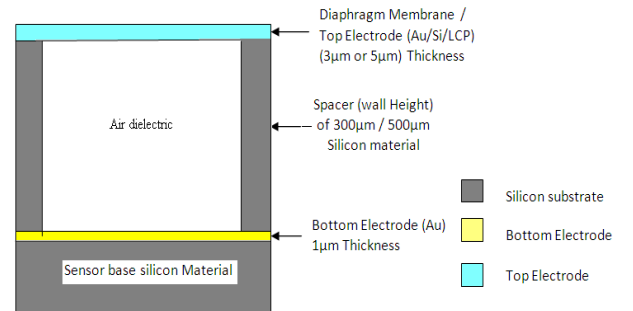 Diaphragm Membrane /
Top Electrode (Au/Si/LCP)
(3μm or 5μm) Thickness
Air dielectric
Spacer (wall Height)
of 300μm / 500μm
Silicon material
Bottom Electrode (Au)
1μm Thickness
Sensor base silicon Material
Silicon substrate
Bottom Electrode
Top Electrode